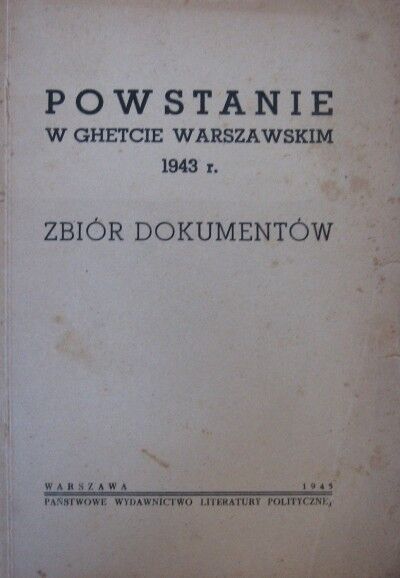 POWSTANIE
W GHETCIE WARSZAWSKIM
1943 r.
ZBIÓR DOKUMENTÓW
WARSZAWA 1945
PAŃSTWOWE WYDAWNICTWO LITERATURY POLITYCZNEJ